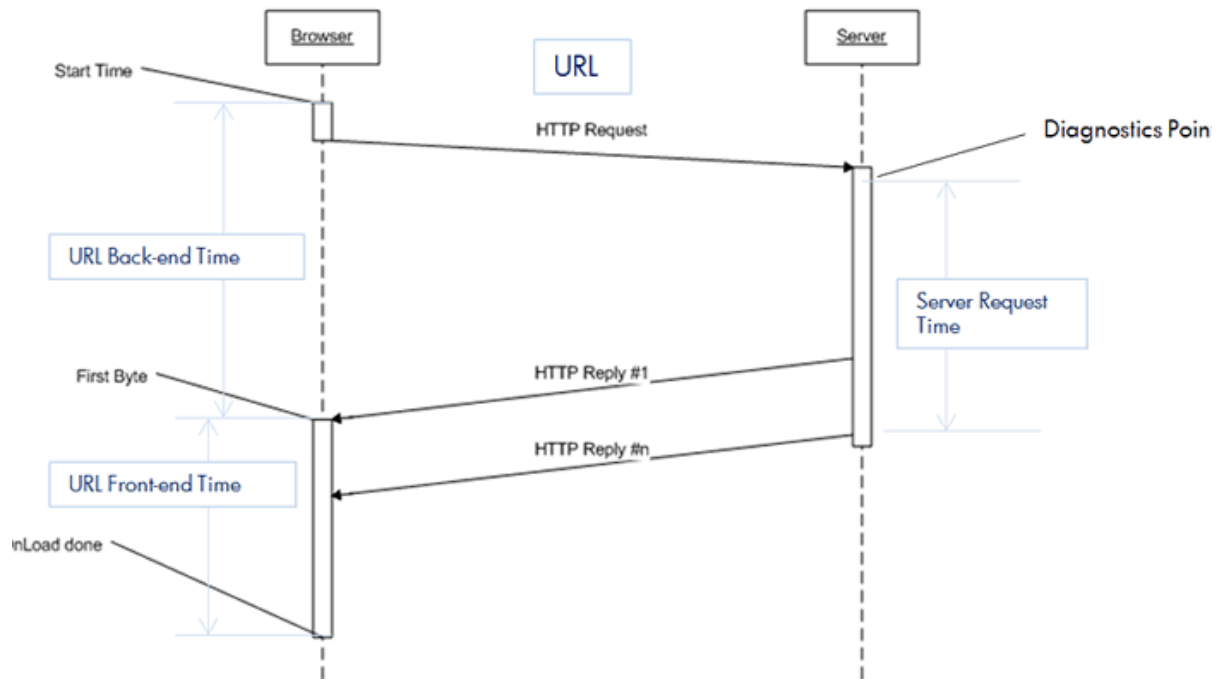 Browser
Server
URL
Start Time
HTTP Request
Diagnostics Poin
URL Back-end Time
Server Request
Time
First Byte
HTTP Reply #1
HTTP Reply #n
URL Front-end Time
nLoad done